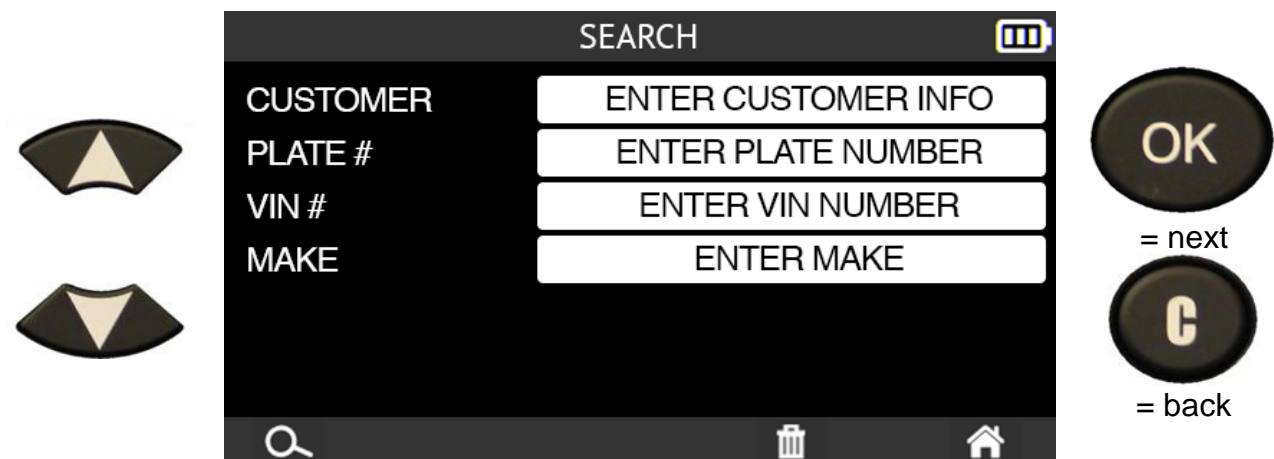 SEARCH
CUSTOMER ENTER CUSTOMER INFO
PLATE # ENTER PLATE NUMBER
VIN # ENTER VIN NUMBER
MAKE ENTER MAKE
OK
= next
C
= back